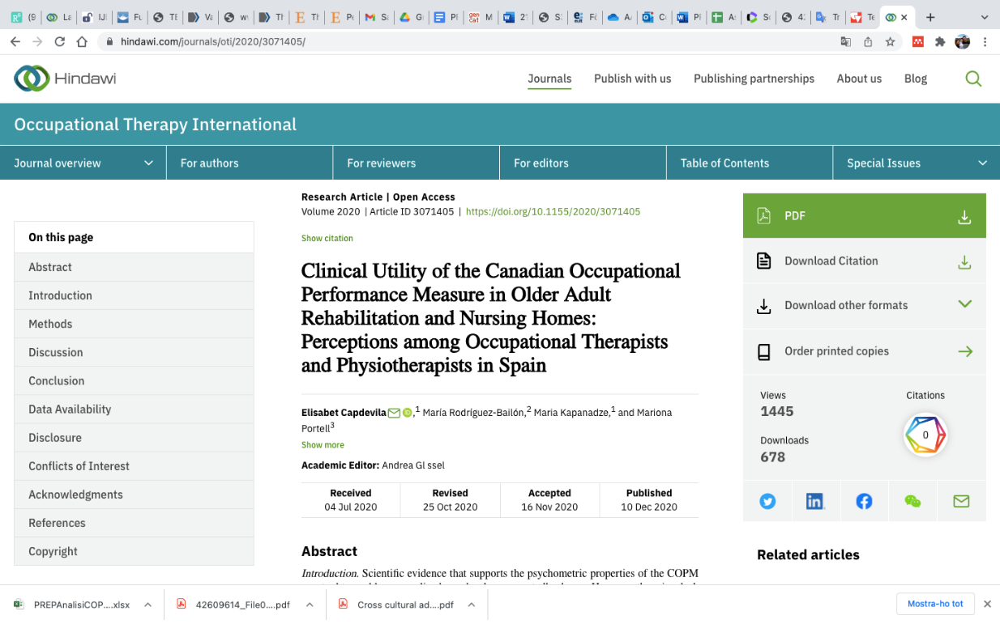 hindawi.com/journals/oti/2020/3071405/
Hindawi
Journals
Publish with us
Publishing partnerships
About us
Blog
Occupational Therapy International
Journal overview
For authors
For reviewers
For editors
Table of Contents
Special Issues
On this page
Abstract
Introduction
Methods
Discussion
Conclusion
Data Availability
Disclosure
Conflicts of Interest
Acknowledgments
References
Copyright
Research Article | Open Access
Volume 2020 | Article ID 3071405 | https://doi.org/10.1155/2020/3071405
Show citation
Clinical Utility of the Canadian Occupational
Performance Measure in Older Adult
Rehabilitation and Nursing Homes:
Perceptions among Occupational Therapists
and Physiotherapists in Spain
Elisabet Capdevila,1 María Rodríguez-Bailón,2 Maria Kapanadze,1 and Mariona
Portell3
Show more
Academic Editor: Andrea Gl ssel
Received
04 Jul 2020
Revised
25 Oct 2020
Accepted
16 Nov 2020
Published
10 Dec 2020
Abstract
Introduction. Scientific evidence that supports the psychometric properties of the COPM
PDF
Download Citation
Download other formats
Order printed copies
Views
1445
Citations
0
Downloads
678
in
Related articles
PREPAnalisiCOP....xlsx
42609614_File0....pdf
Cross cultural ad....pdf
Mostra-ho tot